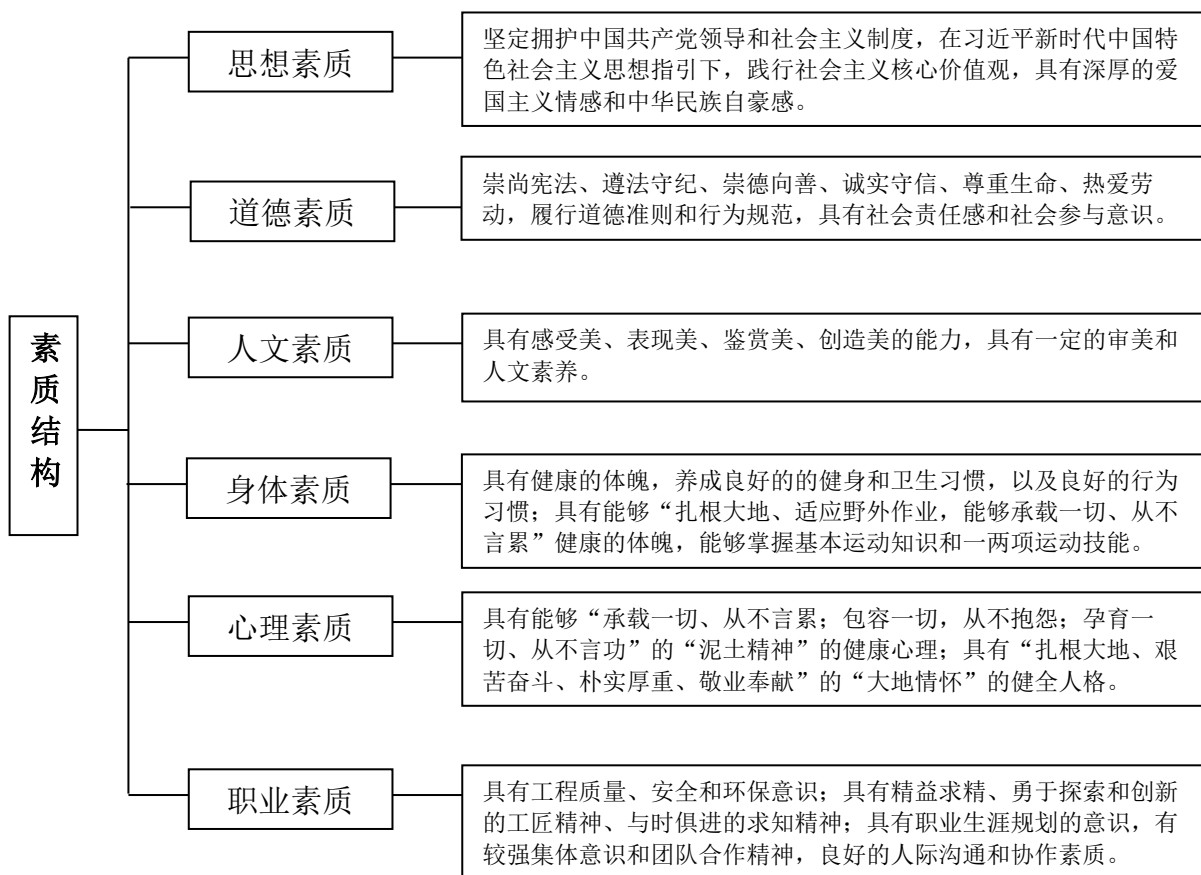 思想素质
坚定拥护中国共产党领导和社会主义制度，在习近平新时代中国特
色社会主义思想指引下，践行社会主义核心价值观，具有深厚的爱
国主义情感和中华民族自豪感。
道德素质
崇尚宪法、遵法守纪、崇德向善、诚实守信、尊重生命、热爱劳
动，履行道德准则和行为规范，具有社会责任感和社会参与意识。
素质结构
人文素质
具有感受美、表现美、鉴赏美、创造美的能力，具有一定的审美和
人文素养。
身体素质
具有健康的体魄，养成良好的的健身和卫生习惯，以及良好的行为
习惯；具有能够“扎根大地、适应野外作业，能够承载一切、从不
言累”健康的体魄，能够掌握基本运动知识和一两项运动技能。
心理素质
具有能够“承载一切、从不言累；包容一切，从不抱怨；孕育一
切、从不言功”的“泥土精神”的健康心理；具有“扎根大地、艰
苦奋斗、朴实厚重、敬业奉献”的“大地情怀”的健全人格。
职业素质
具有工程质量、安全和环保意识；具有精益求精、勇于探索和创新
的工匠精神、与时俱进的求知精神；具有职业生涯规划的意识，有
较强集体意识和团队合作精神，良好的人际沟通和协作素质。